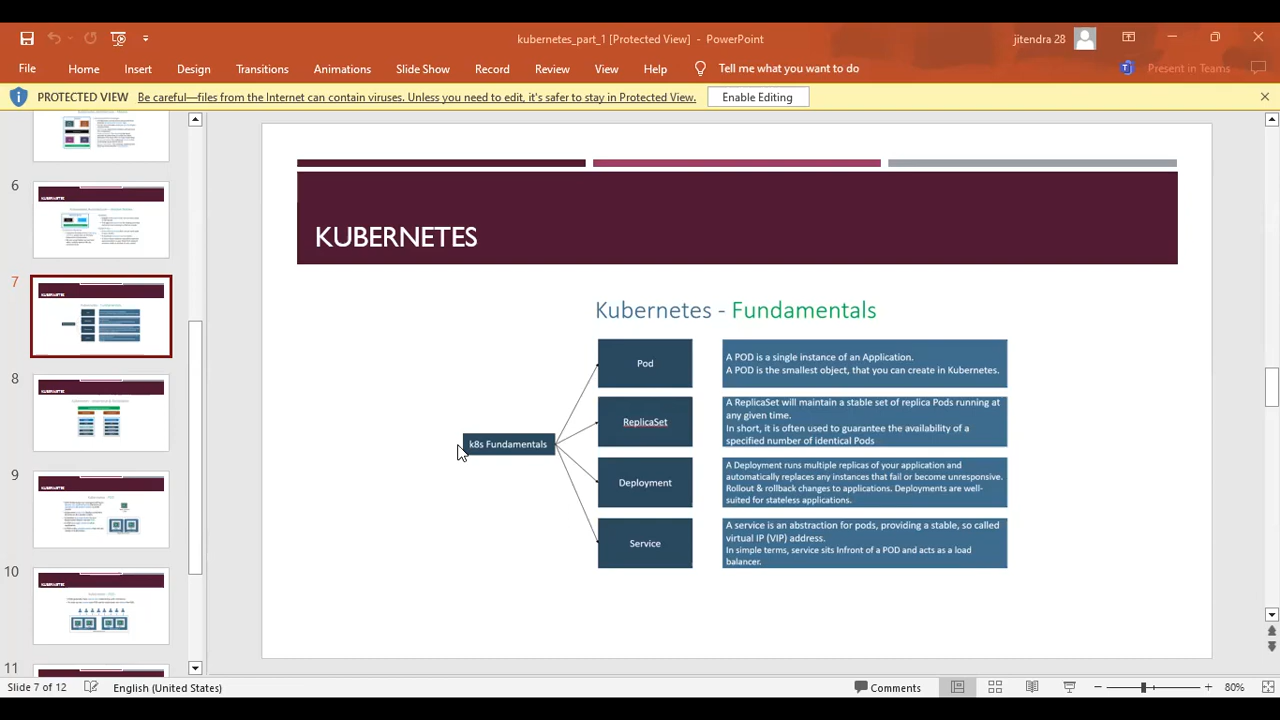 kubernetes_part_1 [Protected View] - PowerPoint
jitendra 28
File Home Insert Design Transitions Animations Slide Show Record Review View Help Tell me what you want to do
Present in Teams
PROTECTED VIEW Be careful—files from the Internet can contain viruses. Unless you need to edit, it's safer to stay in Protected View. Enable Editing
6
7
8
9
10
11
KUBERNETES
Kubernetes - Fundamentals
k8s Fundamentals
Pod
A POD is a single instance of an Application.
A POD is the smallest object, that you can create in Kubernetes.
ReplicaSet
A ReplicaSet will maintain a stable set of replica Pods running at
any given time.
In short, it is often used to guarantee the availability of a
specified number of identical Pods
Deployment
A Deployment runs multiple replicas of your application and
automatically replaces any instances that fail or become unresponsive.
Rollout & rollback changes to applications. Deployments are well-
suited for stateless applications.
Service
A service is an abstraction for pods, providing a stable, so called
virtual IP (VIP) address.
In simple terms, service sits Infront of a POD and acts as a load
balancer.
Slide 7 of 12 English (United States) Comments 80%